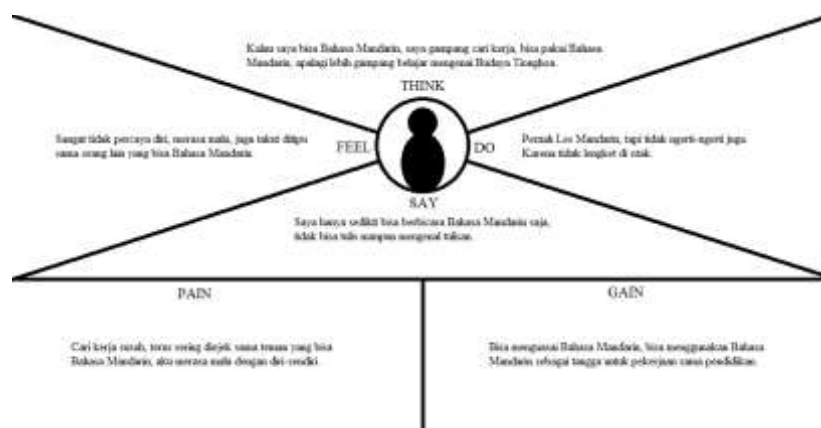 Kalau saya bisa Bahasa Mandarin, saya gampang cari kerja, bisa pakai Bahasa
Mandarin, apalagi lebih gampang belajar mengenai Budaya Tionghoa.
THINK
Sangat tidak percaya diri, merasa malu, juga takut ditipu
sama orang lain yang bisa Bahasa Mandarin.
FEEL
DO
Pernah Les Mandarin, tapi tidak ngerti-ngerti juga.
Karena tidak lengket di otak.
SAY
Saya hanya sedikit bisa berbicara Bahasa Mandarin saja,
tidak bisa tulis maupun mengenal tulisan.
PAIN
GAIN
Cari kerja susah, terus sering diejek sama teman yang bisa
Bahasa Mandarin, aku merasa malu dengan diri sendiri.
Bisa menguasai Bahasa Mandarin, bisa menggunakan Bahasa
Mandarin sebagai tangga untuk pekerjaan sama pendidikan.